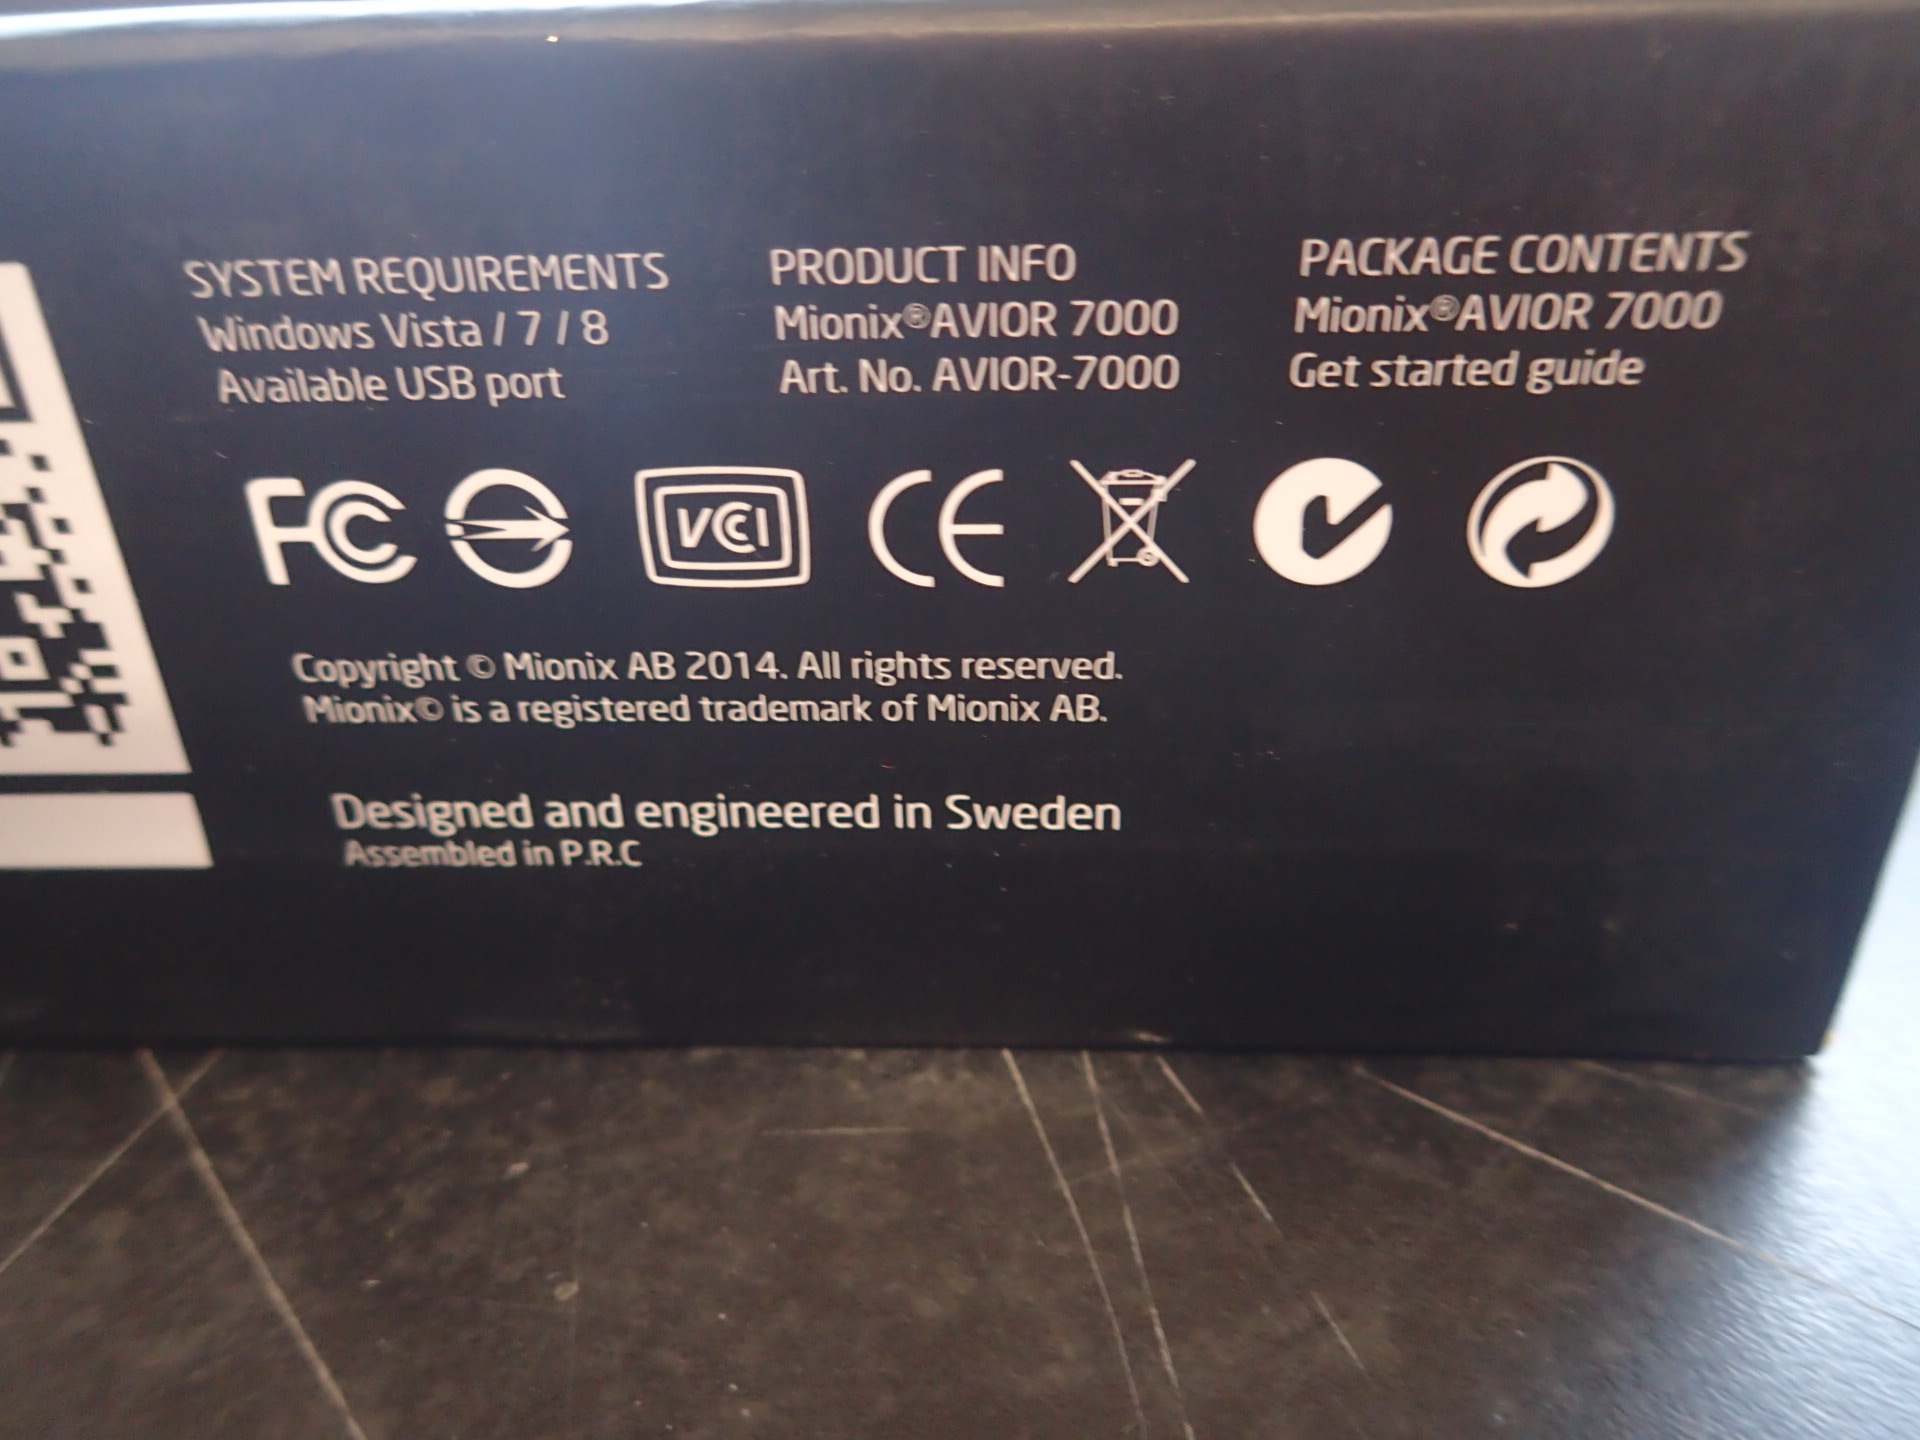 SYSTEM REQUIREMENTS
Windows Vista / 7 / 8
Available USB port
PRODUCT INFO
Mionix®AVIOR 7000
Art. No. AVIOR-7000
PACKAGE CONTENTS
Mionix®AVIOR 7000
Get started guide
FC VCI CE
Copyright © Mionix AB 2014. All rights reserved.
Mionix© is a registered trademark of Mionix AB.
Designed and engineered in Sweden
Assembled in P.R.C